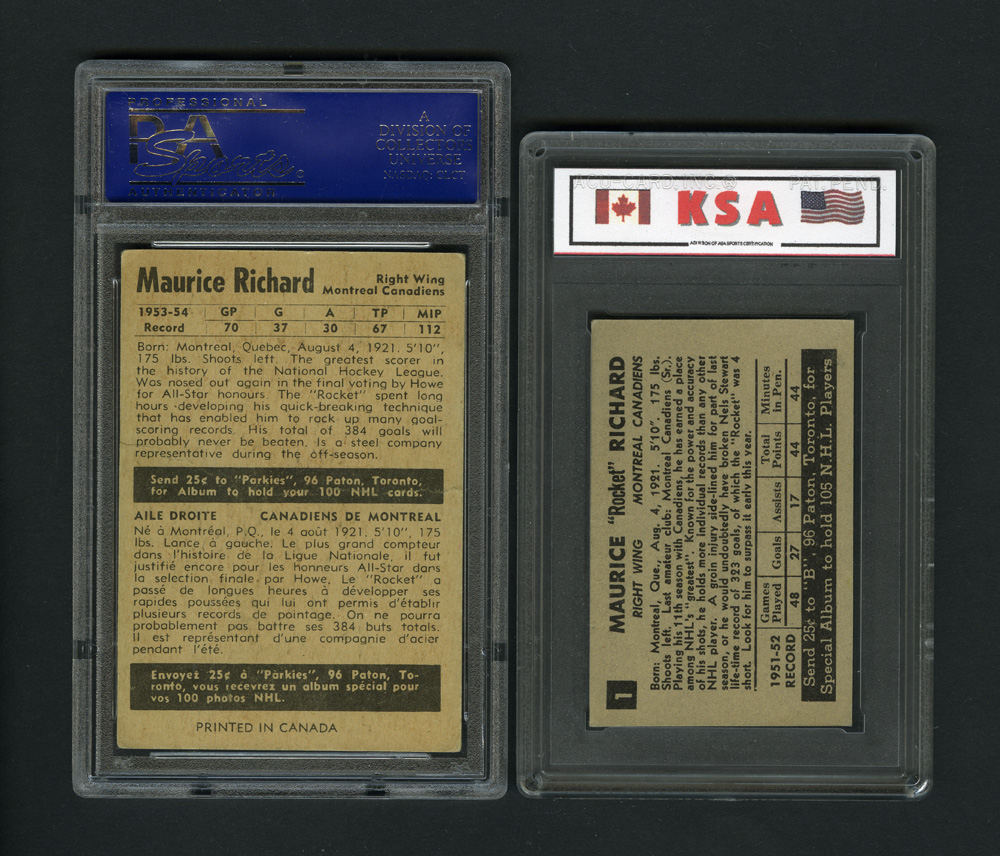 PROFESSIONAL
PSA
Sports
AUTHENTICATION
A
DIVISION OF
COLLECTORS
UNIVERSE
NASDAQ: CLCT
Maurice Richard
Right Wing
Montreal Canadiens
1953-54 GP G A TP MIP
Record 70 37 30 67 112
Born: Montreal, Quebec, August 4, 1921. 5'10",
175 lbs. Shoots left. The greatest scorer in
the history of the National Hockey League.
Was nosed out again in the final voting by Howe
for All-Star honours. The "Rocket" spent long
hours developing his quick-breaking technique
that has enabled him to rack up many goal-
scoring records. His total of 384 goals will
probably never be beaten. Is a steel company
representative during the off-season.
Send 25¢ to "Parkies", 96 Paton, Toronto,
for Album to hold your 100 NHL cards.
AILE DROITE CANADIENS DE MONTREAL
Né à Montréal, P.Q., le 4 août 1921. 5'10", 175
lbs. Lance à gauche. Le plus grand compteur
dans l'histoire de la Ligue Nationale, il fut
justifié encore pour les honneurs All-Star dans
la selection finale par Howe. Le "Rocket" a
passé de longues heures à développer ses
rapides poussées qui lui ont permis d'établir
plusieurs records de pointage. On ne pourra
probablement pas battre ses 384 buts totals.
Il est représentant d'une compagnie d'acier
pendant l'été.
Envoyez 25¢ à "Parkies", 96 Paton, To-
ronto, vous recevrez un album spécial pour
vos 100 photos NHL.
PRINTED IN CANADA
ACCU-CARD, INC.® PAT. PEND.
KSA
A DIVISION OF ABA SPORTS CERTIFICATION
1
MAURICE "Rocket" RICHARD
RIGHT WING MONTREAL CANADIENS
Born: Montreal, Que., Aug. 4, 1921. 5'10", 175 lbs.
Shoots left. Last amateur club: Montreal Canadiens (Sr.).
Playing his 11th season with Canadiens, he has earned a place
among NHL's "greatest". Known for the power and accuracy
of his shots, he holds more individual records than any other
NHL player. A groin injury side-lined him for part of last
season, or he would undoubtedly have broken Nels Stewart
life-time record of 323 goals, of which the "Rocket" was 4
short. Look for him to surpass it early this year.
1951-52 Games Played Goals Assists Total Points Minutes in Pen.
RECORD 48 27 17 44 44
Send 25¢ to "B", 96 Paton, Toronto, for
Special Album to hold 105 N.H.L. Players